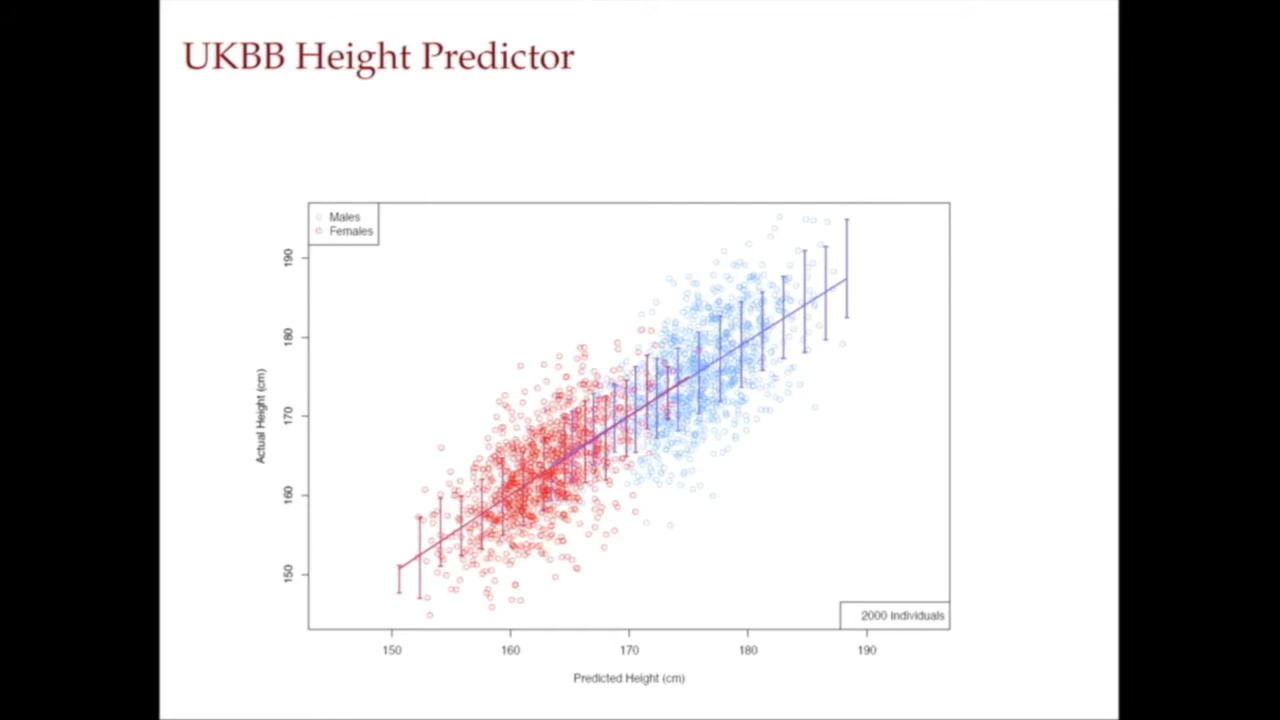 UKBB Height Predictor
Males
Females
190
180
170
160
150
Actual Height (cm)
2000 Individuals
150 160 170 180 190
Predicted Height (cm)